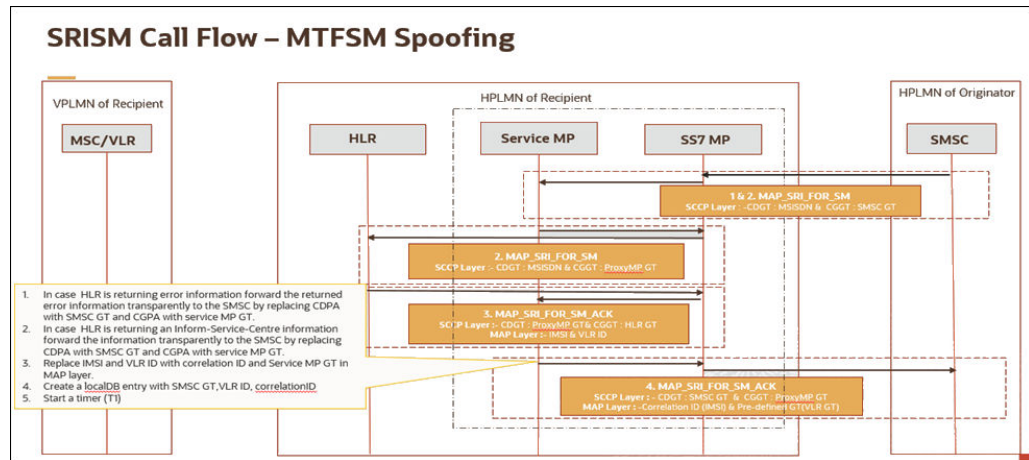 SRISM Call Flow – MTFSM Spoofing
VPLMN of Recipient
HPLMN of Recipient
HPLMN of Originator
MSC/VLR
HLR
Service MP
SS7 MP
SMSC
1 & 2. MAP_SRI_FOR_SM
SCCP Layer : -CDGT : MSISDN & CGGT : SMSC GT
2. MAP_SRI_FOR_SM
SCCP Layer :- CDGT : MSISDN & CGGT : ProxyMP GT
3. MAP_SRI_FOR_SM_ACK
SCCP Layer :- CDGT : ProxyMP GT& CGGT : HLR GT
MAP Layer :- IMSI & VLR ID
1. In case HLR is returning error information forward the returned
error information transparently to the SMSC by replacing CDPA
with SMSC GT and CGPA with service MP GT.
2. In case HLR is returning an Inform-Service-Centre information
forward the information transparently to the SMSC by replacing
CDPA with SMSC GT and CGPA with service MP GT.
3. Replace IMSI and VLR ID with correlation ID and Service MP GT in
MAP layer.
4. Create a localDB entry with SMSC GT,VLR ID, correlationID
5. Start a timer (T1)
4. MAP_SRI_FOR_SM_ACK
SCCP Layer :- CDGT : SMSC GT & CGGT : ProxyMP GT
MAP Layer : -Correlation ID (IMSI) & Pre-defined GT(VLR GT)